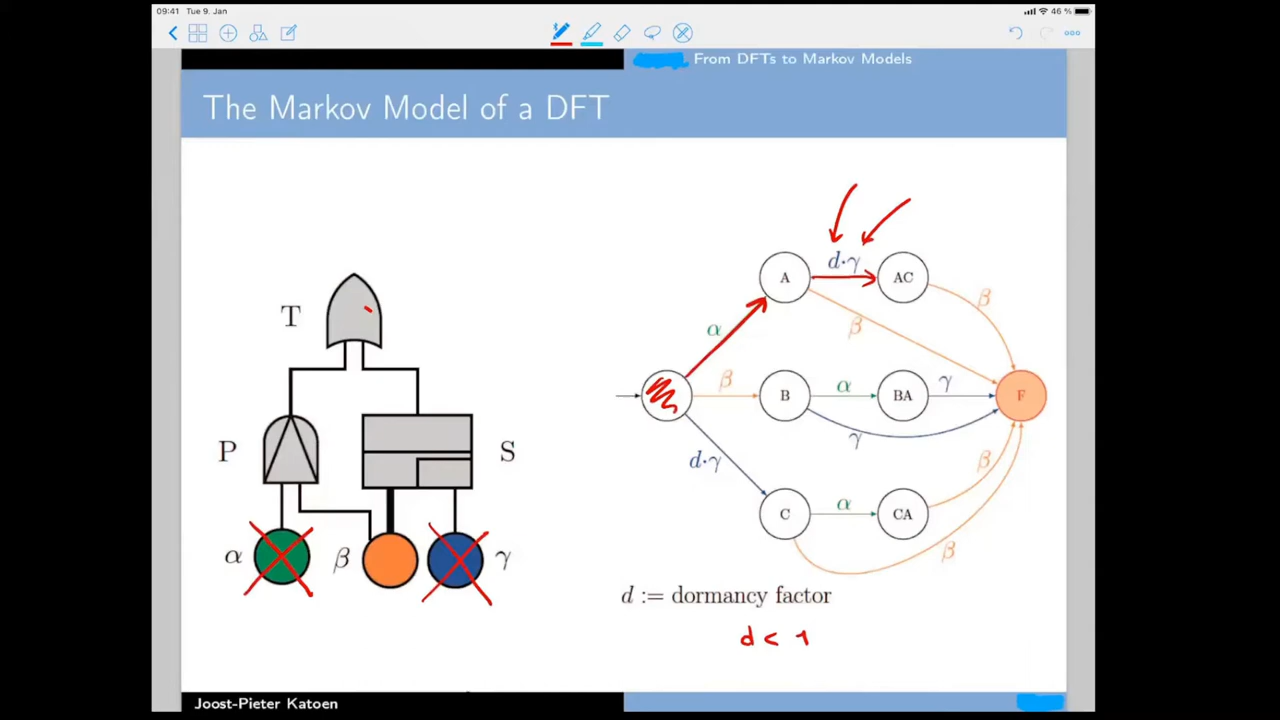 09:41 Tue 9. Jan 46 %
From DFTs to Markov Models
The Markov Model of a DFT
T
P
S
α
β
γ
α
β
d·γ
A
d·γ
AC
β
β
B
α
BA
γ
γ
F
C
α
CA
β
β
d := dormancy factor
d < 1
Joost-Pieter Katoen